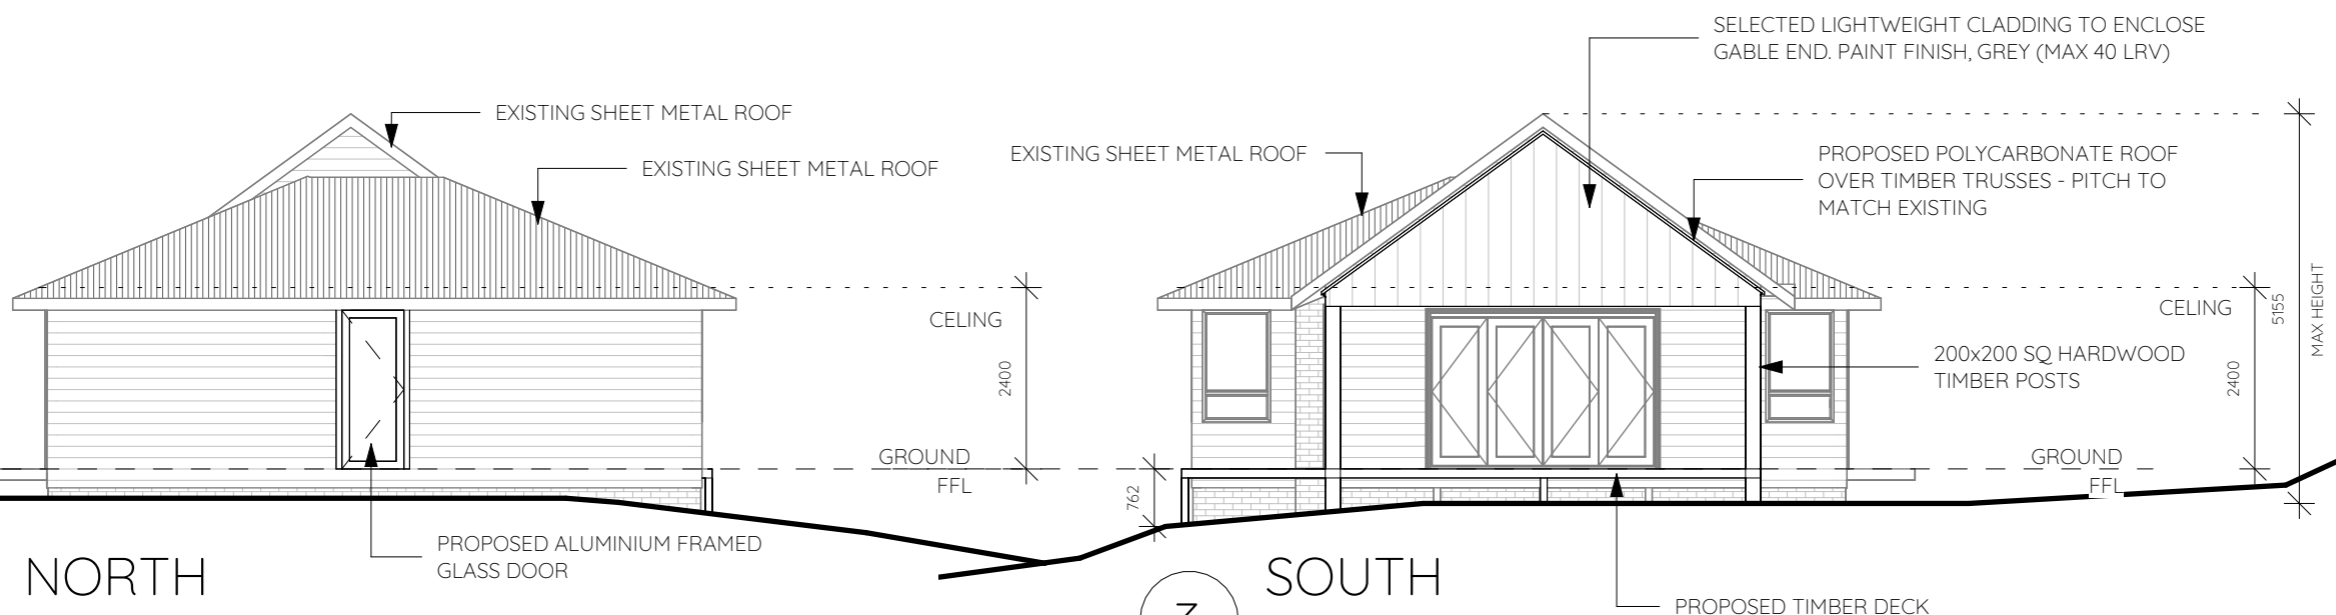 EXISTING SHEET METAL ROOF
EXISTING SHEET METAL ROOF
CELING
2400
GROUND
FFL
PROPOSED ALUMINIUM FRAMED
GLASS DOOR
NORTH
SELECTED LIGHTWEIGHT CLADDING TO ENCLOSE
GABLE END. PAINT FINISH, GREY (MAX 40 LRV)
EXISTING SHEET METAL ROOF
PROPOSED POLYCARBONATE ROOF
OVER TIMBER TRUSSES - PITCH TO
MATCH EXISTING
CELING
5155
MAX HEIGHT
200x200 SQ HARDWOOD
TIMBER POSTS
2400
GROUND
FFL
762
SOUTH
PROPOSED TIMBER DECK